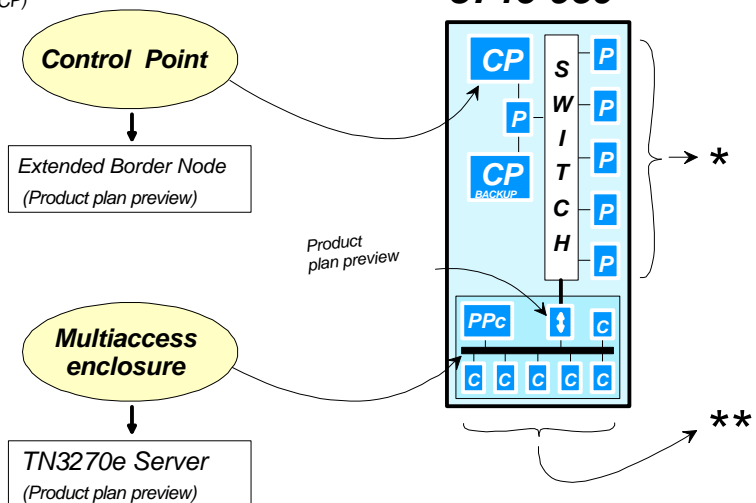 CP)
Control Point
Extended Border Node
(Product plan preview)
CP
P
CP
BACKUP
S
W
I
T
C
H
P
P
P
P
P
*
Product
plan preview
Multiaccess
enclosure
PPc
C
C
C
C
C
C
**
TN3270e Server
(Product plan preview)